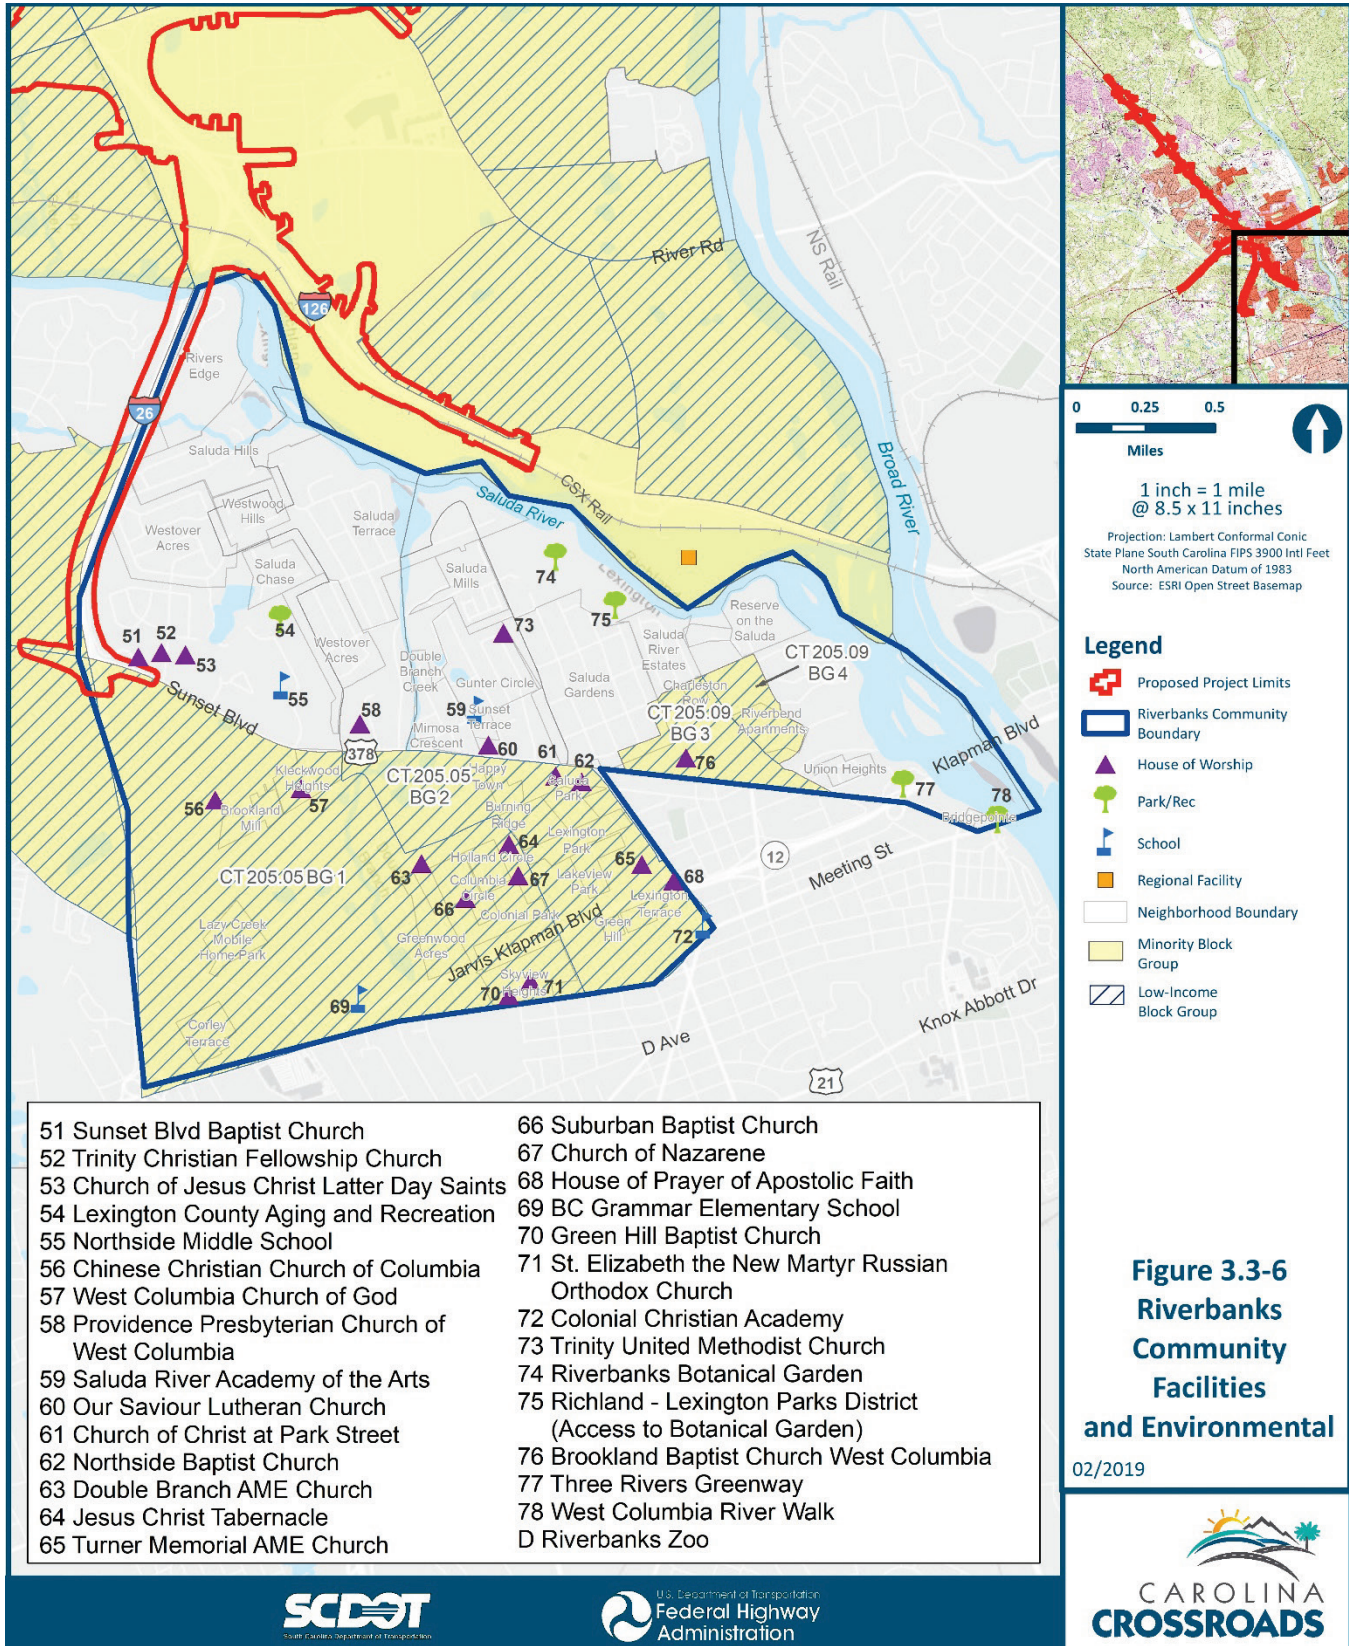 River Rd
NS Rail
126
Rivers
Edge
26
Saluda Hills
Broad River
CSX Rail
Saluda River
Westwood
Hills
Westover
Acres
Saluda
Terrace
Saluda
Chase
Saluda
Mills
74
Lexington
75
54
Reserve
on the
Saluda
51
52
53
73
Westover
Acres
Saluda
River
Estates
CT 205.09
BG 4
Double
Branch
Creek
Gunter Circle
Saluda
Gardens
Charleston
Row
Sunset Blvd
55
59
Sunset
Terrace
58
CT 205.09
BG 3
Riverbend
Apartments
Mimosa
Crescent
60
378
61
62
76
Klapman Blvd
Union Heights
Kleckwood
Heights
CT 205.05
BG 2
Happy
Town
Saluda
Park
77
78
56
57
Brookland
Mill
Burning
Ridge
Bridgepointe
Lexington
Park
64
Holland Circle
12
Meeting St
CT 205.05 BG 1
63
67
Lakeview
Park
65
68
Columbia
Circle
66
Colonial Park
Lexington
Terrace
Lazy Creek
Mobile
Home Park
Greenwood
Acres
Jarvis Klapman Blvd
Green
Hill
72
Skyview
Heights
71
70
69
Knox Abbott Dr
Corley
Terrace
D Ave
21
51 Sunset Blvd Baptist Church
52 Trinity Christian Fellowship Church
53 Church of Jesus Christ Latter Day Saints
54 Lexington County Aging and Recreation
55 Northside Middle School
56 Chinese Christian Church of Columbia
57 West Columbia Church of God
58 Providence Presbyterian Church of
West Columbia
59 Saluda River Academy of the Arts
60 Our Saviour Lutheran Church
61 Church of Christ at Park Street
62 Northside Baptist Church
63 Double Branch AME Church
64 Jesus Christ Tabernacle
65 Turner Memorial AME Church
66 Suburban Baptist Church
67 Church of Nazarene
68 House of Prayer of Apostolic Faith
69 BC Grammar Elementary School
70 Green Hill Baptist Church
71 St. Elizabeth the New Martyr Russian
Orthodox Church
72 Colonial Christian Academy
73 Trinity United Methodist Church
74 Riverbanks Botanical Garden
75 Richland - Lexington Parks District
(Access to Botanical Garden)
76 Brookland Baptist Church West Columbia
77 Three Rivers Greenway
78 West Columbia River Walk
D Riverbanks Zoo
0 0.25 0.5
Miles
1 inch = 1 mile
@ 8.5 x 11 inches
Projection: Lambert Conformal Conic
State Plane South Carolina FIPS 3900 Intl Feet
North American Datum of 1983
Source: ESRI Open Street Basemap
Legend
Proposed Project Limits
Riverbanks Community
Boundary
House of Worship
Park/Rec
School
Regional Facility
Neighborhood Boundary
Minority Block
Group
Low-Income
Block Group
Figure 3.3-6
Riverbanks
Community
Facilities
and Environmental
02/2019
SCDOT
South Carolina Department of Transportation
U.S. Department of Transportation
Federal Highway
Administration
CAROLINA
CROSSROADS